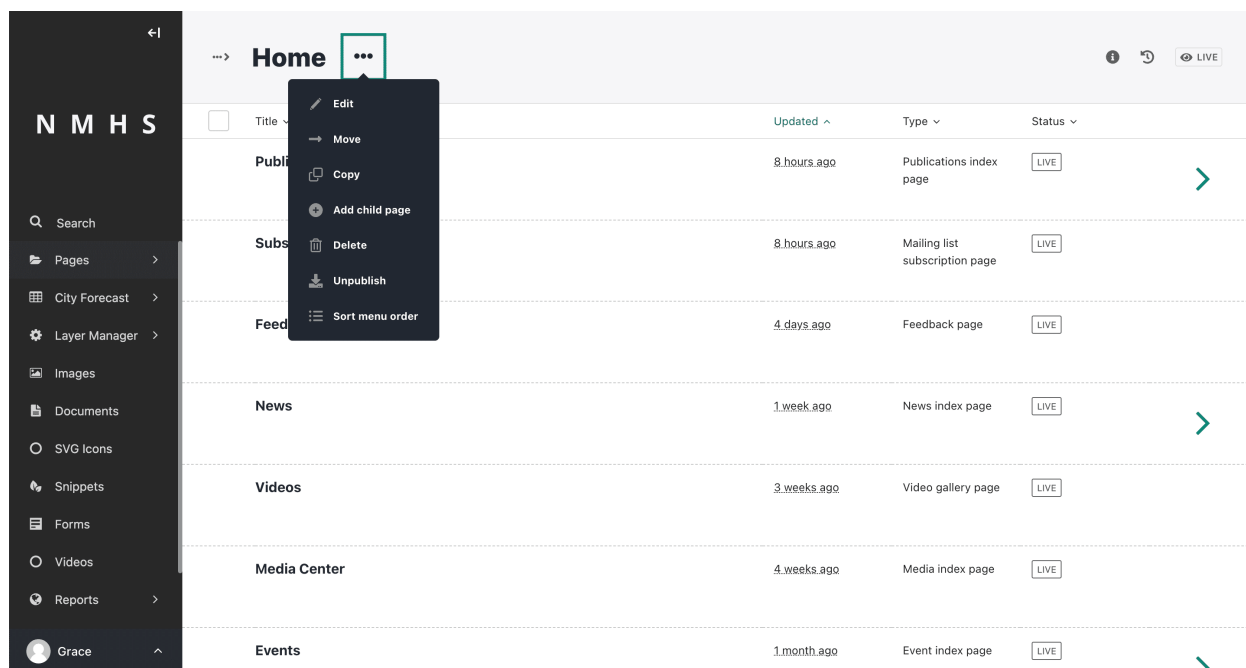 Home
LIVE
Edit
Move
Copy
Add child page
Delete
Unpublish
Sort menu order
N M H S
Search
Pages
City Forecast
Layer Manager
Images
Documents
SVG Icons
Snippets
Forms
Videos
Reports
Grace
Title Updated Type Status
Publi 8 hours ago Publications index LIVE
page
Subs 8 hours ago Mailing list LIVE
subscription page
Feed 4 days ago Feedback page LIVE
News 1 week ago News index page LIVE
Videos 3 weeks ago Video gallery page LIVE
Media Center 4 weeks ago Media index page LIVE
Events 1 month ago Event index page LIVE